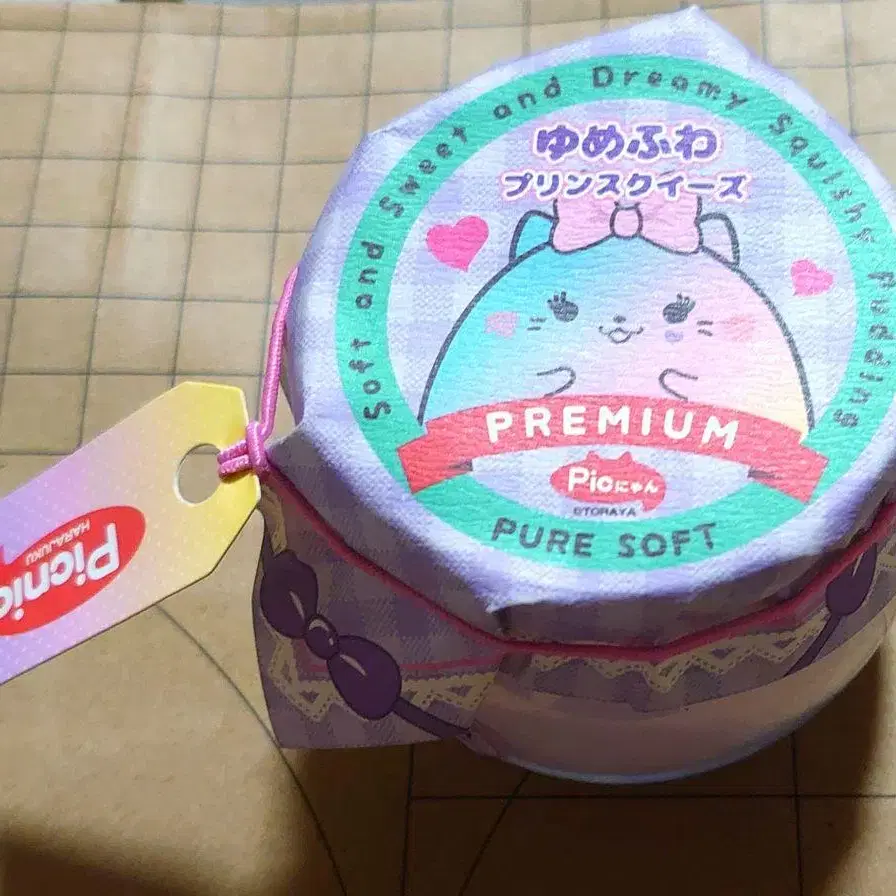 Soft and Sweet and Dreamy Squishy Pudding
ゆめふわ
プリンスクイーズ
PREMIUM
Picにゃん
©TORAYA
PURE SOFT
Picnic
HARAJUKU